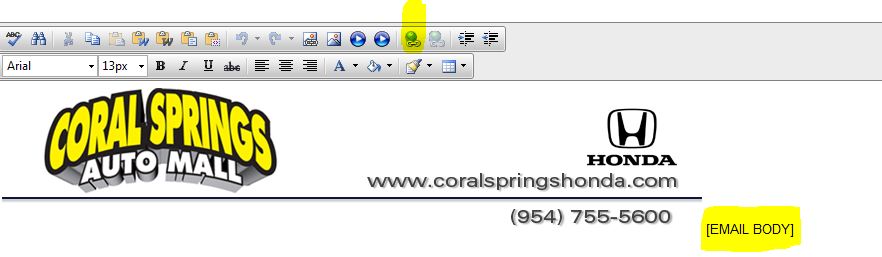 ABC
Arial 13px B I U abc A
CORAL SPRINGS
AUTO MALL
HONDA
www.coralspringshonda.com
(954) 755-5600
[EMAIL BODY]